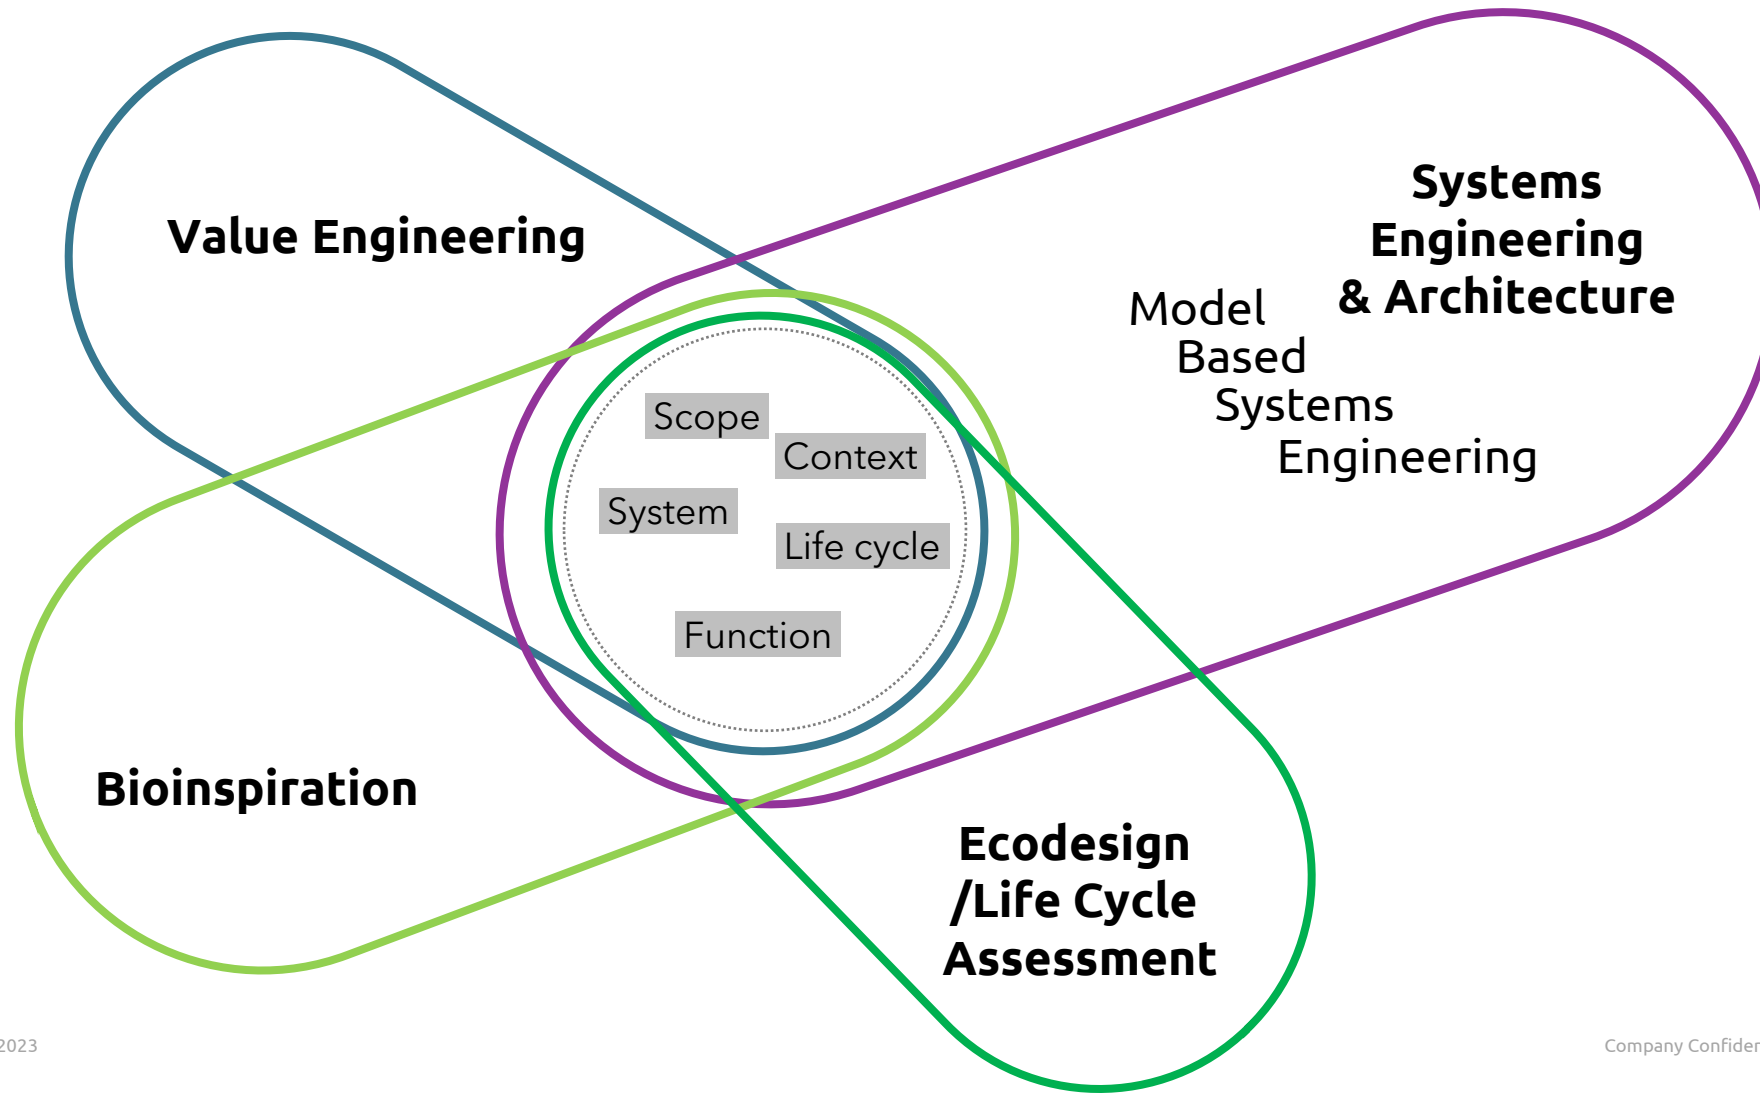 Value Engineering
Systems
Engineering
& Architecture
Model
Based
Systems
Engineering
Scope
Context
System
Life cycle
Function
Bioinspiration
Ecodesign
/Life Cycle
Assessment
2023
Company Confiden